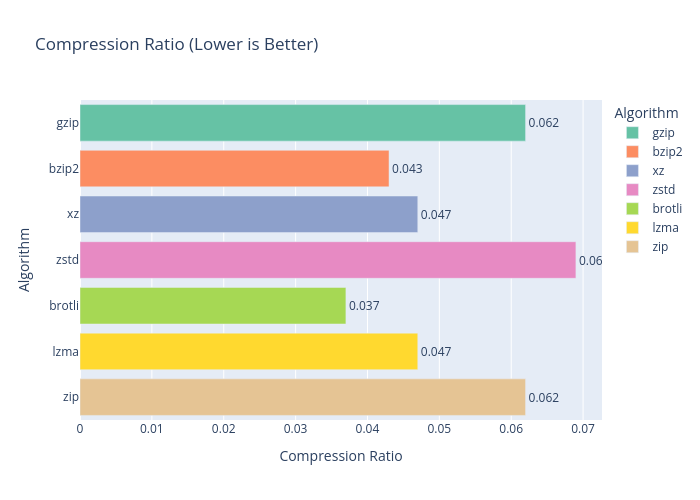 Compression Ratio (Lower is Better)
Algorithm
gzip
bzip2
xz
zstd
brotli
lzma
zip
Algorithm
gzip 0.062
bzip2 0.043
xz 0.047
zstd 0.06
brotli 0.037
lzma 0.047
zip 0.062
0 0.01 0.02 0.03 0.04 0.05 0.06 0.07
Compression Ratio